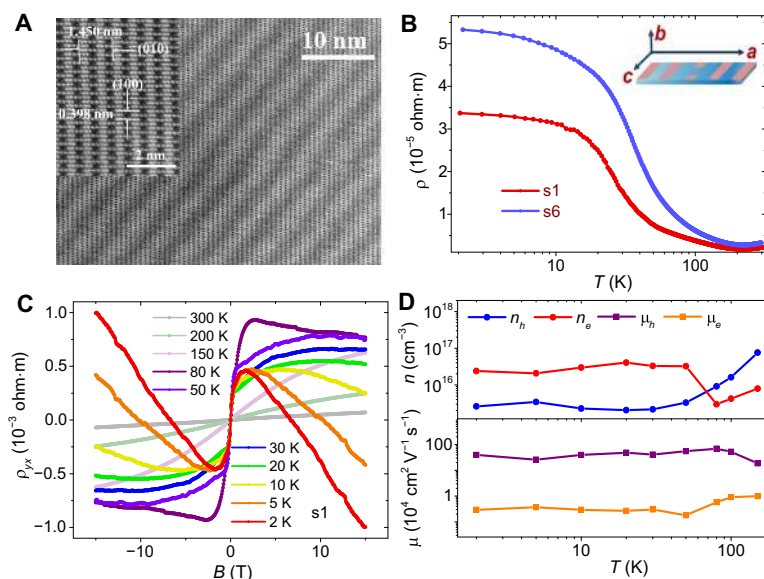 A
1.450 nm
(010)
(100)
0.398 nm
2 nm
10 nm
B
ρ (10⁻⁵ ohm·m)
5
4
3
2
1
b
a
c
s1
s6
10
100
T (K)
C
ρyx (10⁻³ ohm·m)
1.0
0.5
0.0
−0.5
−1.0
300 K
200 K
150 K
80 K
50 K
30 K
20 K
10 K
5 K
2 K
s1
−10
0
10
B (T)
D
nh ne μh μe
n (cm⁻³)
10¹⁸
10¹⁷
10¹⁶
μ (10⁴ cm² V⁻¹ s⁻¹)
100
1
10
100
T (K)